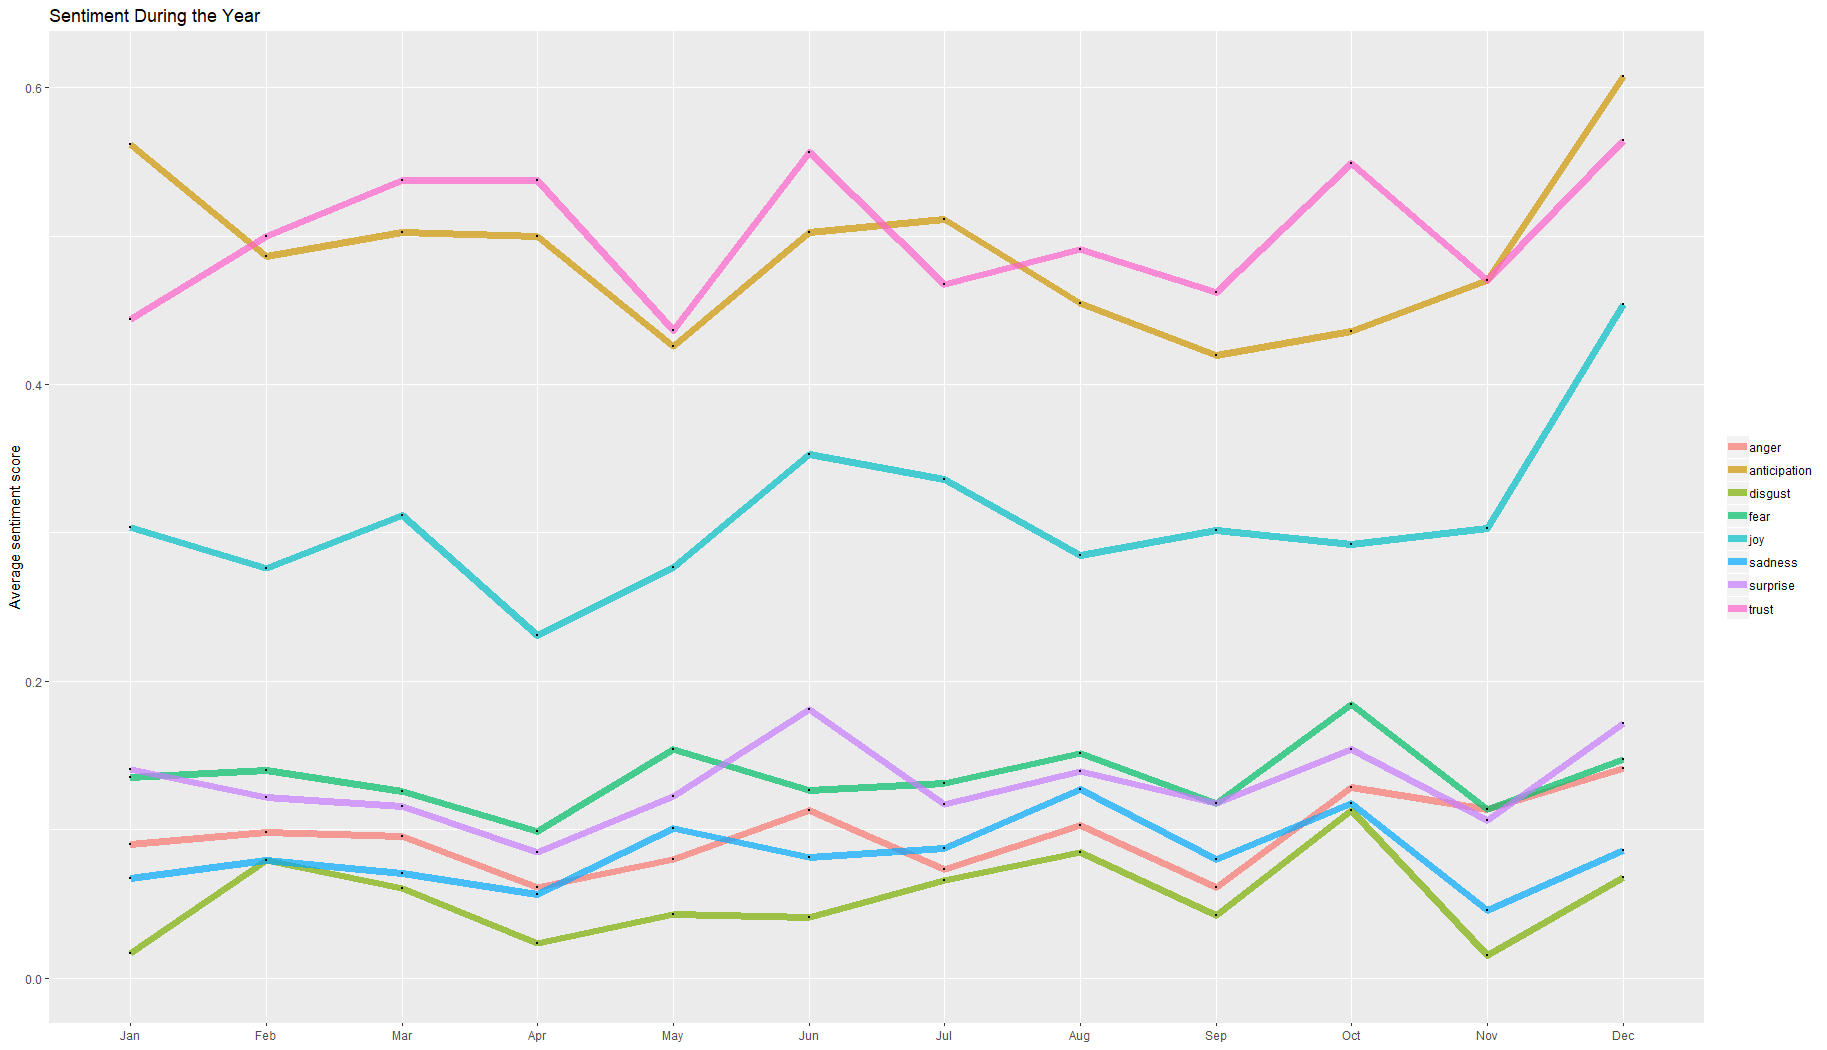 Sentiment During the Year
Average sentiment score
0.6
0.4
0.2
0.0
Jan Feb Mar Apr May Jun Jul Aug Sep Oct Nov Dec
anger
anticipation
disgust
fear
joy
sadness
surprise
trust